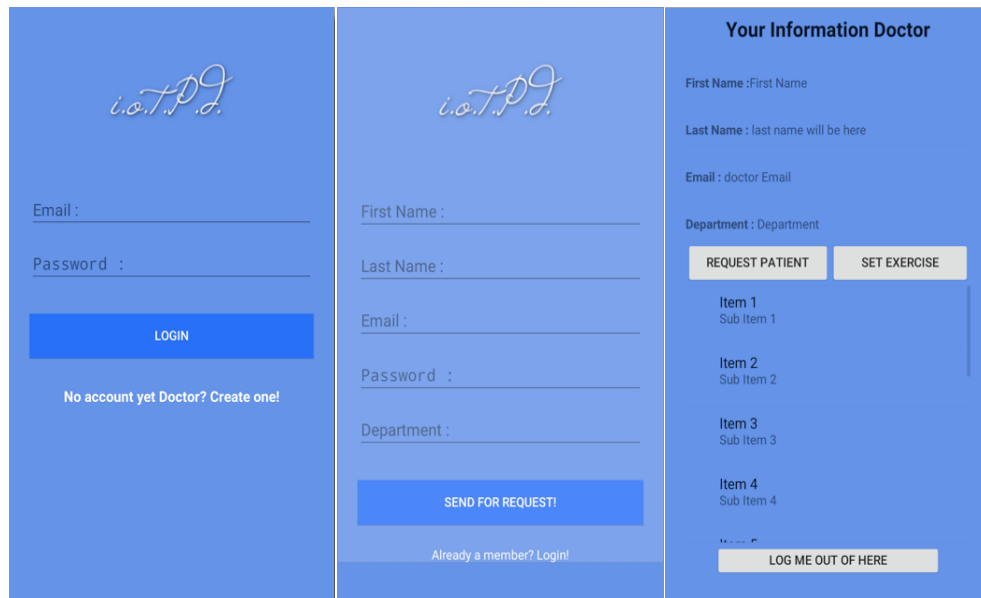 i.o.T.P.J.
Email :
Password :
LOGIN
No account yet Doctor? Create one!
i.o.T.P.J.
First Name :
Last Name :
Email :
Password :
Department :
SEND FOR REQUEST!
Already a member? Login!
Your Information Doctor
First Name :First Name
Last Name : last name will be here
Email : doctor Email
Department : Department
REQUEST PATIENT SET EXERCISE
Item 1
Sub Item 1
Item 2
Sub Item 2
Item 3
Sub Item 3
Item 4
Sub Item 4
LOG ME OUT OF HERE